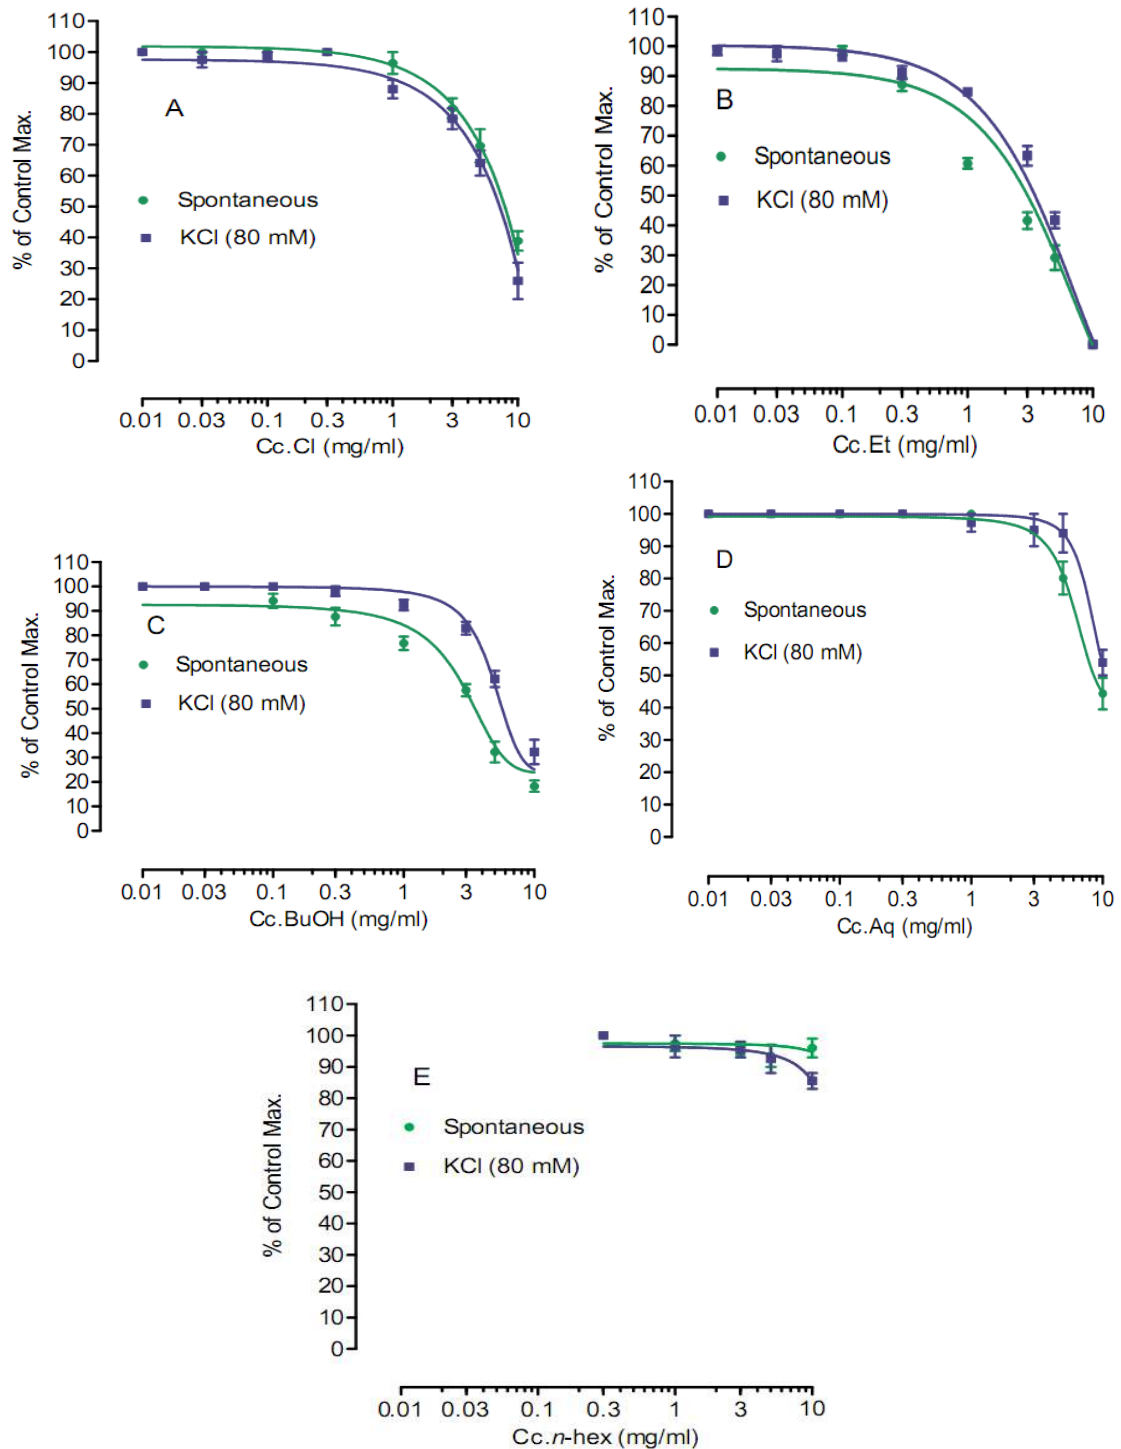 110
100
90
80
70
60
50
40
30
20
10
0
% of Control Max.
A
Spontaneous
KCl (80 mM)
0.01 0.03 0.1 0.3 1 3 10
Cc.Cl (mg/ml)
110
100
90
80
70
60
50
40
30
20
10
0
% of Control Max.
B
Spontaneous
KCl (80 mM)
0.01 0.03 0.1 0.3 1 3 10
Cc.Et (mg/ml)
110
100
90
80
70
60
50
40
30
20
10
0
% of Control Max.
C
Spontaneous
KCl (80 mM)
0.01 0.03 0.1 0.3 1 3 10
Cc.BuOH (mg/ml)
110
100
90
80
70
60
50
40
30
20
10
0
% of Control Max.
D
Spontaneous
KCl (80 mM)
0.01 0.03 0.1 0.3 1 3 10
Cc.Aq (mg/ml)
110
100
90
80
70
60
50
40
30
20
10
0
% of Control Max.
E
Spontaneous
KCl (80 mM)
0.01 0.03 0.1 0.3 1 3 10
Cc.n-hex (mg/ml)